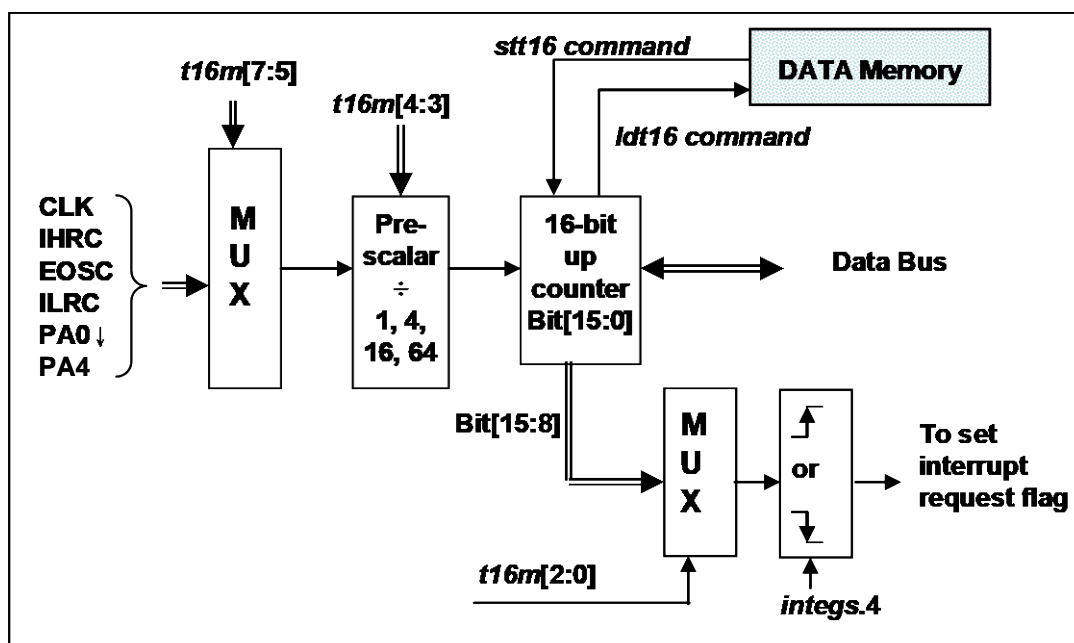 stt16 command
DATA Memory
t16m[7:5]
t16m[4:3]
ldt16 command
CLK
IHRC
EOSC
ILRC
PA0↓
PA4
M
U
X
Pre-
scalar
÷
1, 4,
16, 64
16-bit
up
counter
Bit[15:0]
Data Bus
Bit[15:8]
M
U
X
or
To set
interrupt
request flag
t16m[2:0]
integs.4